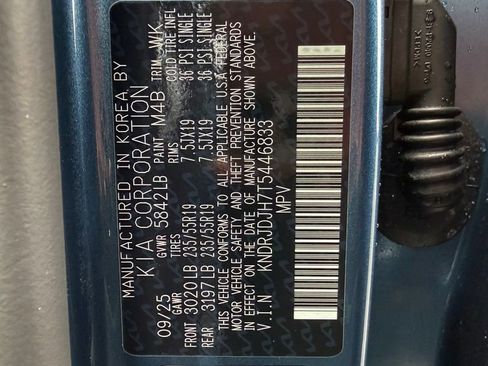 MANUFACTURED IN KOREA BY
KIA CORPORATION
GVWR 5842LB PAINT M4B TRIM WK
09/25
GAWR TIRES RIMS COLD TIRE INFL
FRONT 3020LB 235/55R19 7.5JX19 36 PSI SINGLE
REAR 3197LB 235/55R19 7.5JX19 36 PSI SINGLE
THIS VEHICLE CONFORMS TO ALL APPLICABLE U.S.A FEDERAL
MOTOR VEHICLE SAFETY AND THEFT PREVENTION STANDARDS
IN EFFECT ON THE DATE OF MANUFACTURE SHOWN ABOVE.
V.I.N KNDRJDJH7T5446833
MPV